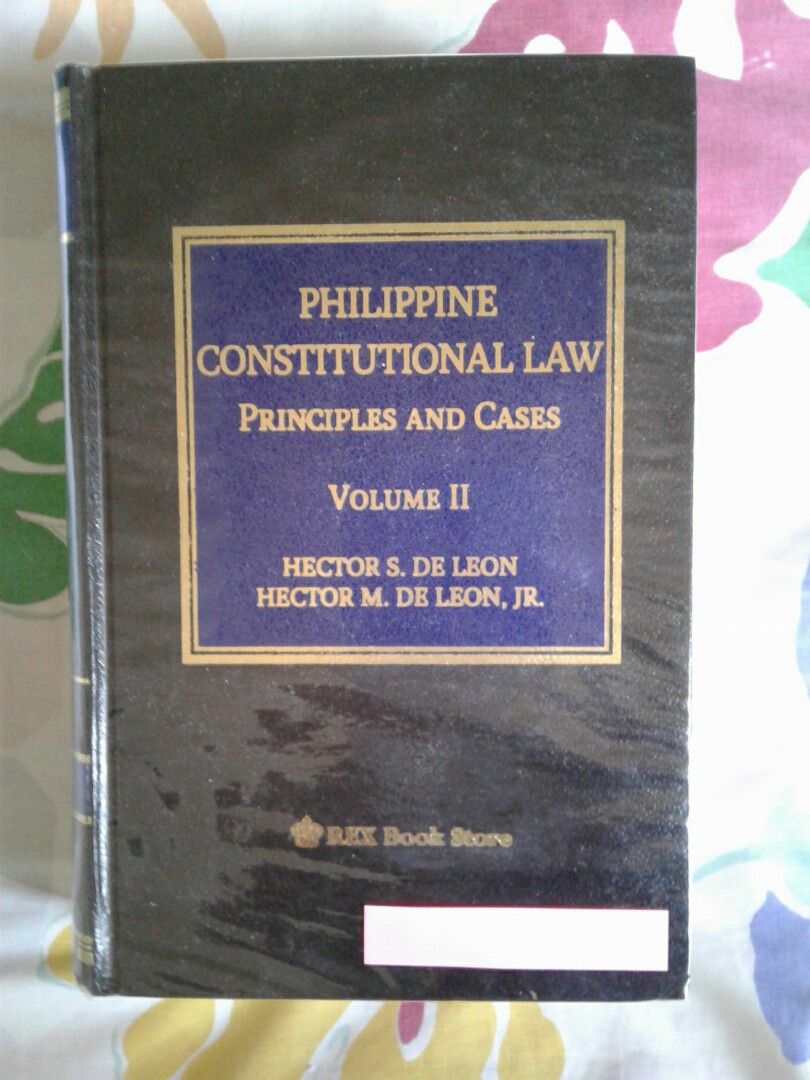 PHILIPPINE
CONSTITUTIONAL LAW
PRINCIPLES AND CASES
VOLUME II
HECTOR S. DE LEON
HECTOR M. DE LEON, JR.
REX Book Store